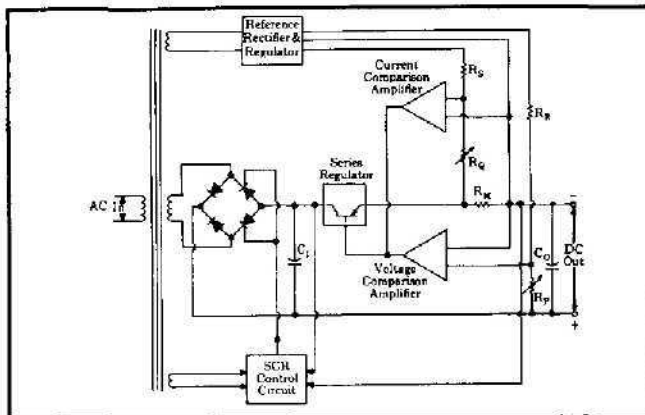 Reference
Rectifier &
Regulator
Current
Comparison
Amplifier
R_S
R_R
R_Q
Series
Regulator
R_M
AC In
C_1
C_O
DC
Out
Voltage
Comparison
Amplifier
R_P
−
+
SCR
Control
Circuit